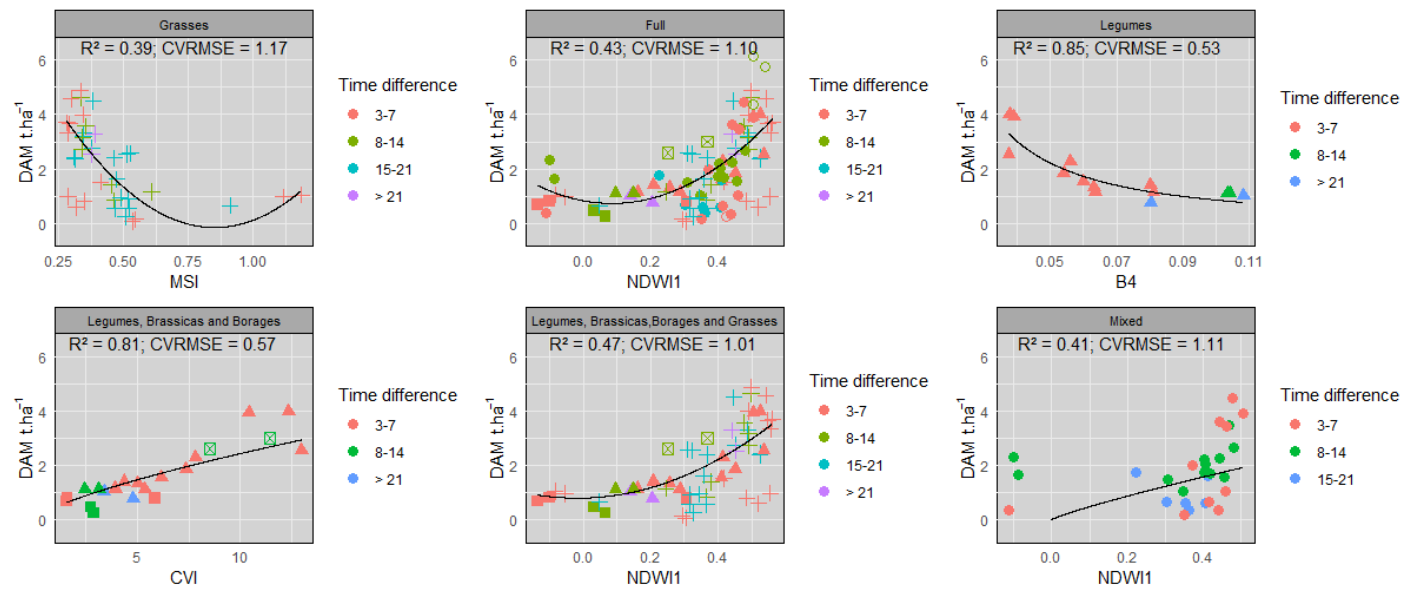 Grasses
R² = 0.39; CVRMSE = 1.17
DAM t.ha⁻¹
6
4
2
0
0.25 0.50 0.75 1.00
MSI
Time difference
3-7
8-14
15-21
> 21
Full
R² = 0.43; CVRMSE = 1.10
DAM t.ha⁻¹
6
4
2
0
0.0 0.2 0.4
NDWI1
Time difference
3-7
8-14
15-21
> 21
Legumes
R² = 0.85; CVRMSE = 0.53
DAM t.ha⁻¹
6
4
2
0
0.05 0.07 0.09 0.11
B4
Time difference
3-7
8-14
> 21
Legumes, Brassicas and Borages
R² = 0.81; CVRMSE = 0.57
DAM t.ha⁻¹
6
4
2
0
5 10
CVI
Time difference
3-7
8-14
> 21
Legumes, Brassicas,Borages and Grasses
R² = 0.47; CVRMSE = 1.01
DAM t.ha⁻¹
6
4
2
0
0.0 0.2 0.4
NDWI1
Time difference
3-7
8-14
15-21
> 21
Mixed
R² = 0.41; CVRMSE = 1.11
DAM t.ha⁻¹
6
4
2
0
0.0 0.2 0.4
NDWI1
Time difference
3-7
8-14
15-21